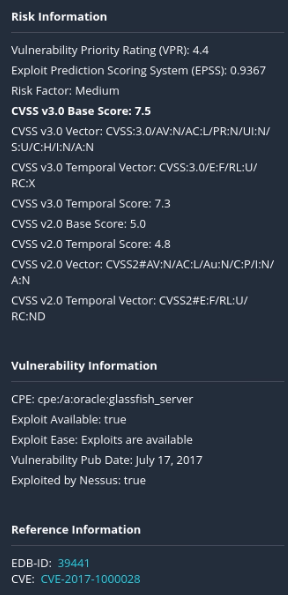 Risk Information
Vulnerability Priority Rating (VPR): 4.4
Exploit Prediction Scoring System (EPSS): 0.9367
Risk Factor: Medium
CVSS v3.0 Base Score: 7.5
CVSS v3.0 Vector: CVSS:3.0/AV:N/AC:L/PR:N/UI:N/
S:U/C:H/I:N/A:N
CVSS v3.0 Temporal Vector: CVSS:3.0/E:F/RL:U/
RC:X
CVSS v3.0 Temporal Score: 7.3
CVSS v2.0 Base Score: 5.0
CVSS v2.0 Temporal Score: 4.8
CVSS v2.0 Vector: CVSS2#AV:N/AC:L/Au:N/C:P/I:N/
A:N
CVSS v2.0 Temporal Vector: CVSS2#E:F/RL:U/
RC:ND
Vulnerability Information
CPE: cpe:/a:oracle:glassfish_server
Exploit Available: true
Exploit Ease: Exploits are available
Vulnerability Pub Date: July 17, 2017
Exploited by Nessus: true
Reference Information
EDB-ID: 39441
CVE: CVE-2017-1000028